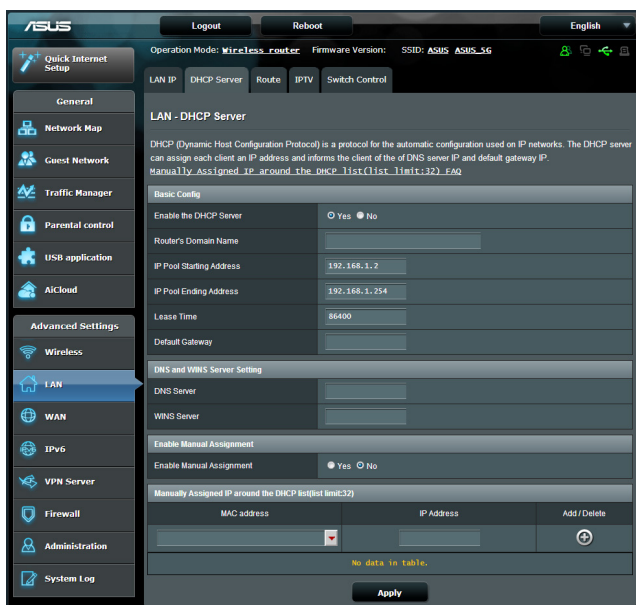 ASUS
Logout Reboot English
Quick Internet Setup
Operation Mode: Wireless router Firmware Version: SSID: ASUS ASUS_5G
LAN IP DHCP Server Route IPTV Switch Control
General
Network Map
Guest Network
Traffic Manager
Parental control
USB application
AiCloud
Advanced Settings
Wireless
LAN
WAN
IPv6
VPN Server
Firewall
Administration
System Log
LAN - DHCP Server
DHCP (Dynamic Host Configuration Protocol) is a protocol for the automatic configuration used on IP networks. The DHCP server
can assign each client an IP address and informs the client of the of DNS server IP and default gateway IP.
Manually Assigned IP around the DHCP list(list limit:32) FAQ
Basic Config
Enable the DHCP Server Yes No
Router's Domain Name
IP Pool Starting Address 192.168.1.2
IP Pool Ending Address 192.168.1.254
Lease Time 86400
Default Gateway
DNS and WINS Server Setting
DNS Server
WINS Server
Enable Manual Assignment
Enable Manual Assignment Yes No
Manually Assigned IP around the DHCP list(list limit:32)
MAC address IP Address Add / Delete
No data in table.
Apply